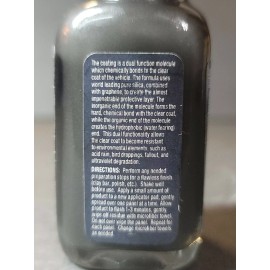 The coating is a dual function molecule
which chemically bonds to the clear
coat of the vehicle. The formula uses
world leading pure silica, combined
with graphene, to create the almost
impenetrable protective layer. The
inorganic end of the molecule forms the
hard, chemical bond with the clear coat,
while the organic end of the molecule
creates the hydrophobic (water fearing)
end. This dual functionality allows
the clear coat to become resistant
to environmental elements, such as
acid rain, bird droppings, fallout, and
ultraviolet degradation.
DIRECTIONS: Perform any needed
preparation steps for a flawless finish
(clay bar, polish, etc.). Shake well
before use. Apply a small amount of
product to a new applicator pad, gently
spread over one panel at a time. Allow
product to flash 1-3 minutes, gently
wipe off residue with microfiber towel.
Do not over wipe the panel. Repeat for
each panel. Change microfiber towels
as needed.